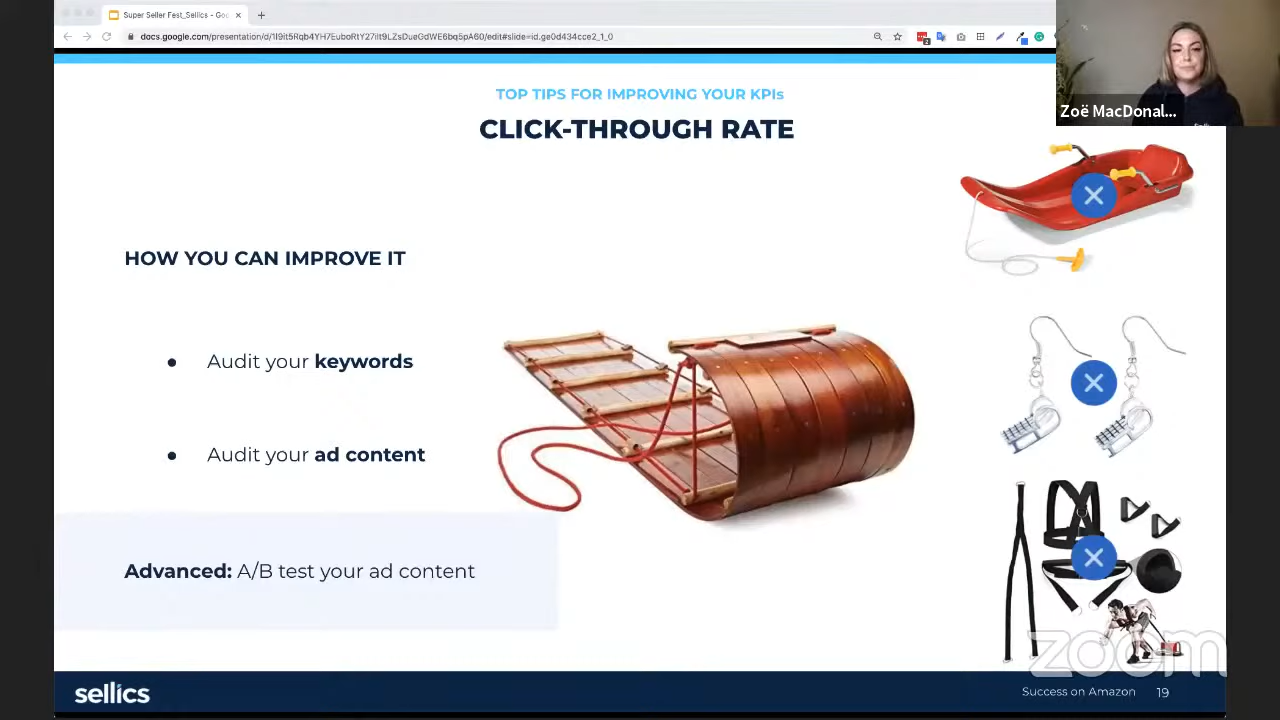 Super Seller Fest_Sellics - Goo
docs.google.com/presentation/d/1l9it5Rqb4YH7EuboRtY27iIt9LZsDueGdWE6bq5pA60/edit#slide=id.ge0d434cce2_1_0
Zoë MacDonal...
TOP TIPS FOR IMPROVING YOUR KPIs
CLICK-THROUGH RATE
HOW YOU CAN IMPROVE IT
● Audit your keywords
● Audit your ad content
Advanced: A/B test your ad content
zoom
sellics
Success on Amazon 19